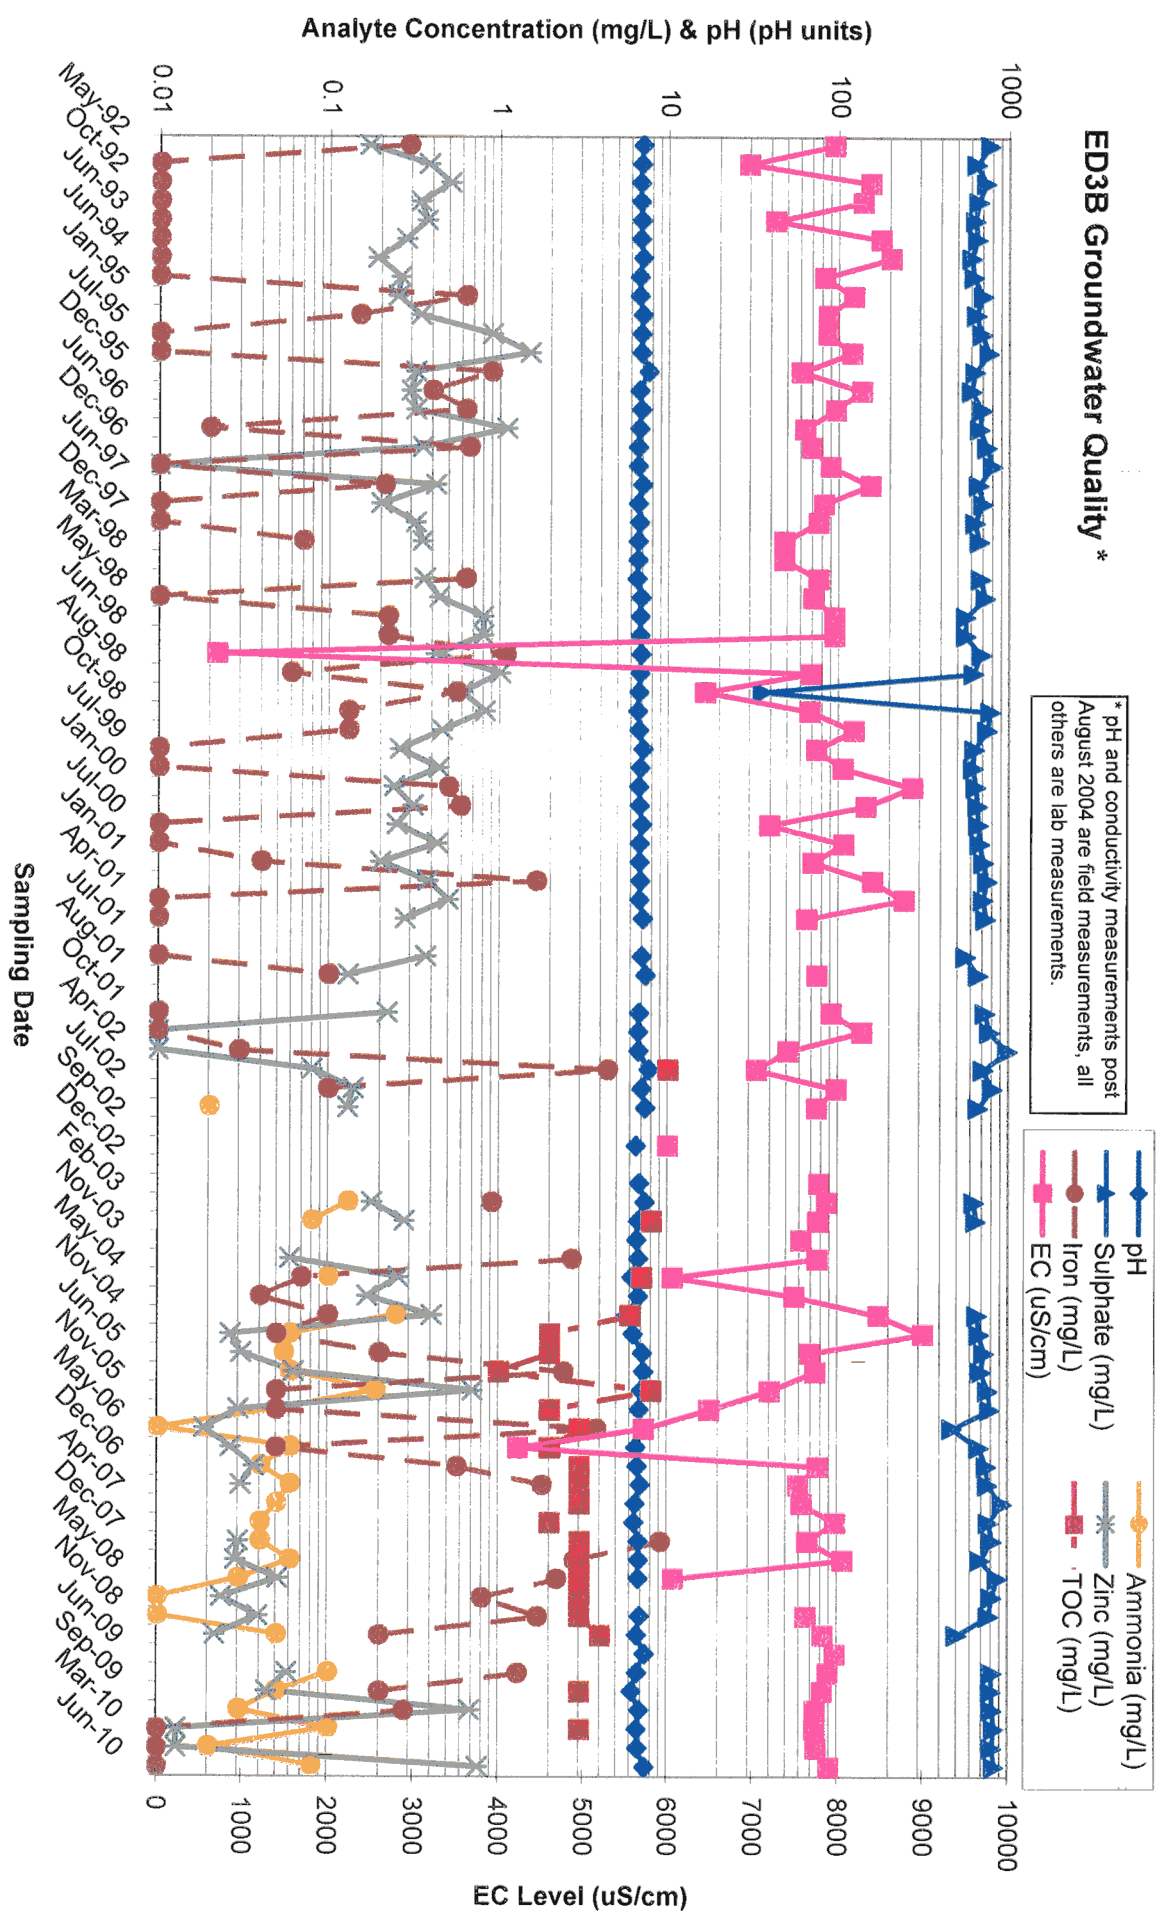 ED3B Groundwater Quality *
* pH and conductivity measurements post
August 2004 are field measurements, all
others are lab measurements.
pH
Sulphate (mg/L)
Iron (mg/L)
EC (uS/cm)
Ammonia (mg/L)
Zinc (mg/L)
TOC (mg/L)
Analyte Concentration (mg/L) & pH (pH units)
1000
100
10
1
0.1
0.01
EC Level (uS/cm)
10000
9000
8000
7000
6000
5000
4000
3000
2000
1000
0
May-92
Oct-92
Jun-93
Jun-94
Jan-95
Jul-95
Dec-95
Jun-96
Dec-96
Jun-97
Dec-97
Mar-98
May-98
Jun-98
Aug-98
Oct-98
Jul-99
Jan-00
Jul-00
Jan-01
Apr-01
Jul-01
Aug-01
Oct-01
Apr-02
Jul-02
Sep-02
Dec-02
Feb-03
Nov-03
May-04
Nov-04
Jun-05
Nov-05
May-06
Dec-06
Apr-07
Dec-07
May-08
Nov-08
Jun-09
Sep-09
Mar-10
Jun-10
Sampling Date